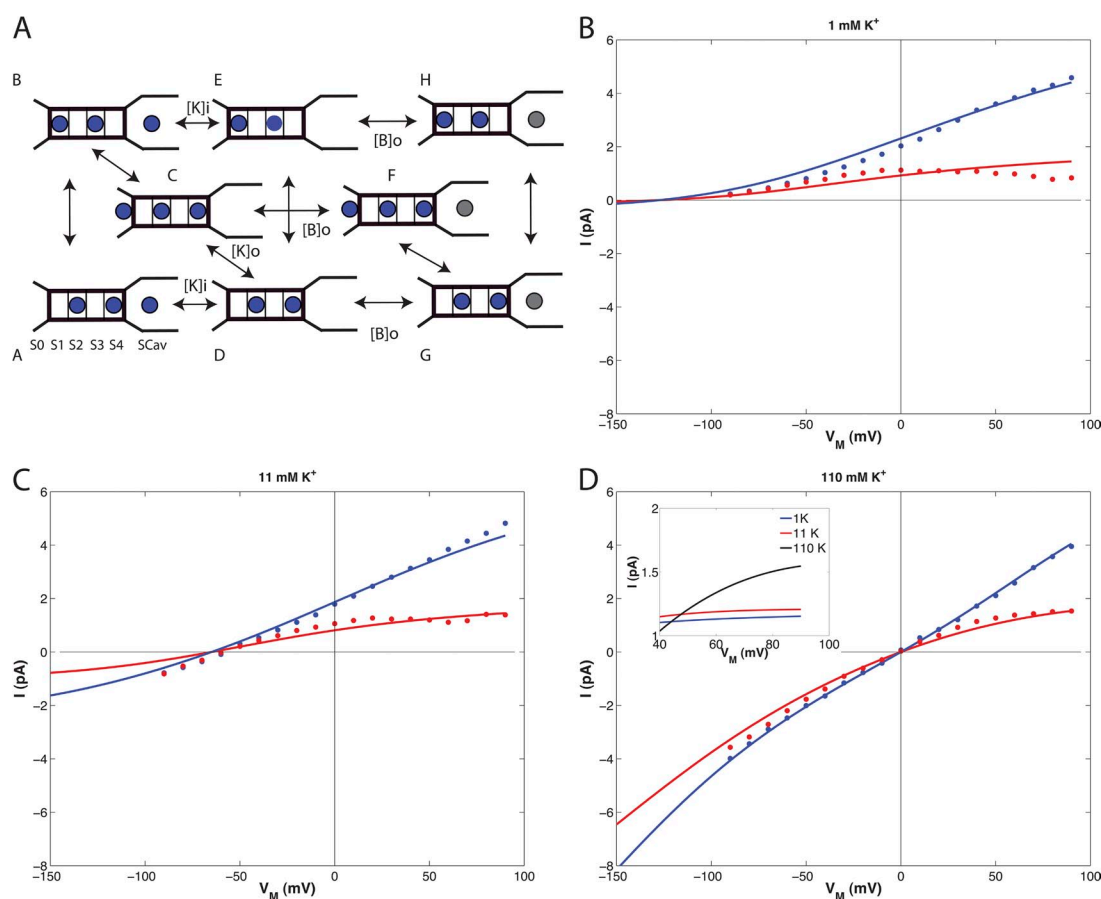 A
B E H
[K]i
[B]o
C F
[B]o
[K]o
[K]i
[B]o
S0 S1 S2 S3 S4 SCav
A D G
B
1 mM K+
6
4
2
0
−2
−4
−6
−8
−150 −100 −50 0 50 100
I (pA)
VM (mV)
C
11 mM K+
6
4
2
0
−2
−4
−6
−8
−150 −100 −50 0 50 100
I (pA)
VM (mV)
D
110 mM K+
6
4
2
0
−2
−4
−6
−8
−150 −100 −50 0 50 100
I (pA)
VM (mV)
2
1.5
1
40 60 80 100
I (pA)
VM (mV)
1K
11 K
110 K